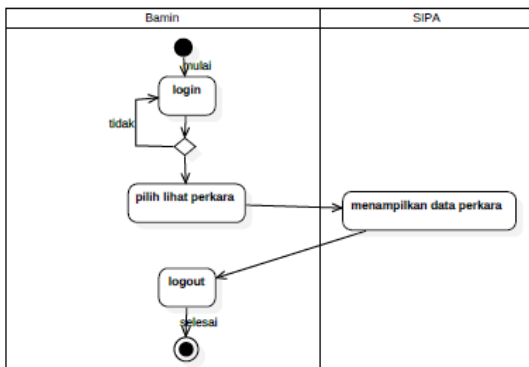 Bamin
SIPA
mulai
login
tidak
pilih lihat perkara
menampilkan data perkara
logout
selesai